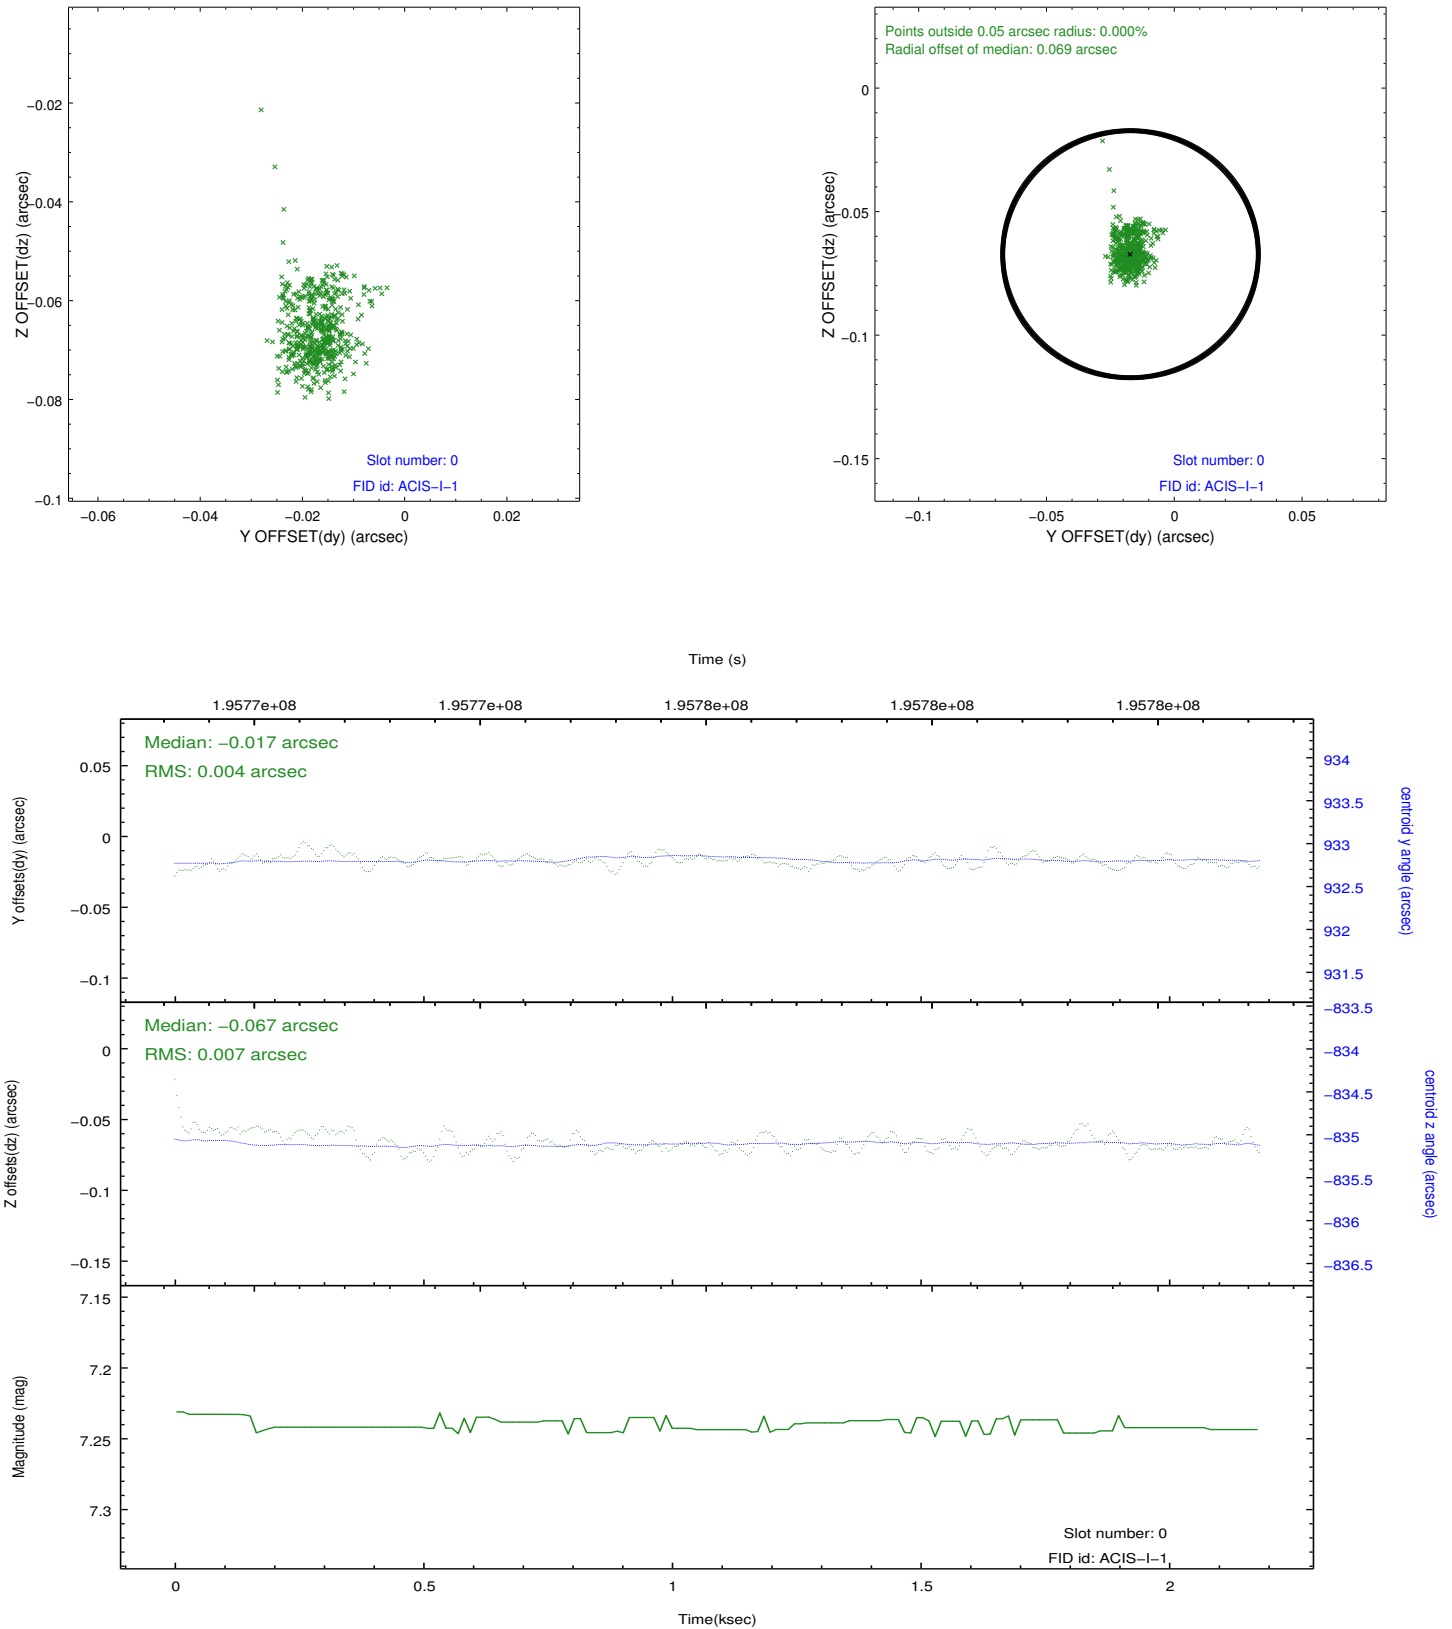 −0.02
−0.04
−0.06
−0.08
−0.1
Z OFFSET(dz) (arcsec)
Slot number: 0
FID id: ACIS−I−1
−0.06
−0.04
−0.02
0
0.02
Y OFFSET(dy) (arcsec)
Points outside 0.05 arcsec radius: 0.000%
Radial offset of median: 0.069 arcsec
0
−0.05
−0.1
−0.15
Z OFFSET(dz) (arcsec)
Slot number: 0
FID id: ACIS−I−1
−0.1
−0.05
0
0.05
Y OFFSET(dy) (arcsec)
Time (s)
1.9577e+08
1.9577e+08
1.9578e+08
1.9578e+08
1.9578e+08
Median: −0.017 arcsec
RMS: 0.004 arcsec
0.05
0
−0.05
−0.1
Y offsets(dy) (arcsec)
934
933.5
933
932.5
932
931.5
centroid y angle (arcsec)
Median: −0.067 arcsec
RMS: 0.007 arcsec
0
−0.05
−0.1
−0.15
Z offsets(dz) (arcsec)
−833.5
−834
−834.5
−835
−835.5
−836
−836.5
centroid z angle (arcsec)
7.15
7.2
7.25
7.3
Magnitude (mag)
Slot number: 0
FID id: ACIS−I−1
0
0.5
1
1.5
2
Time(ksec)